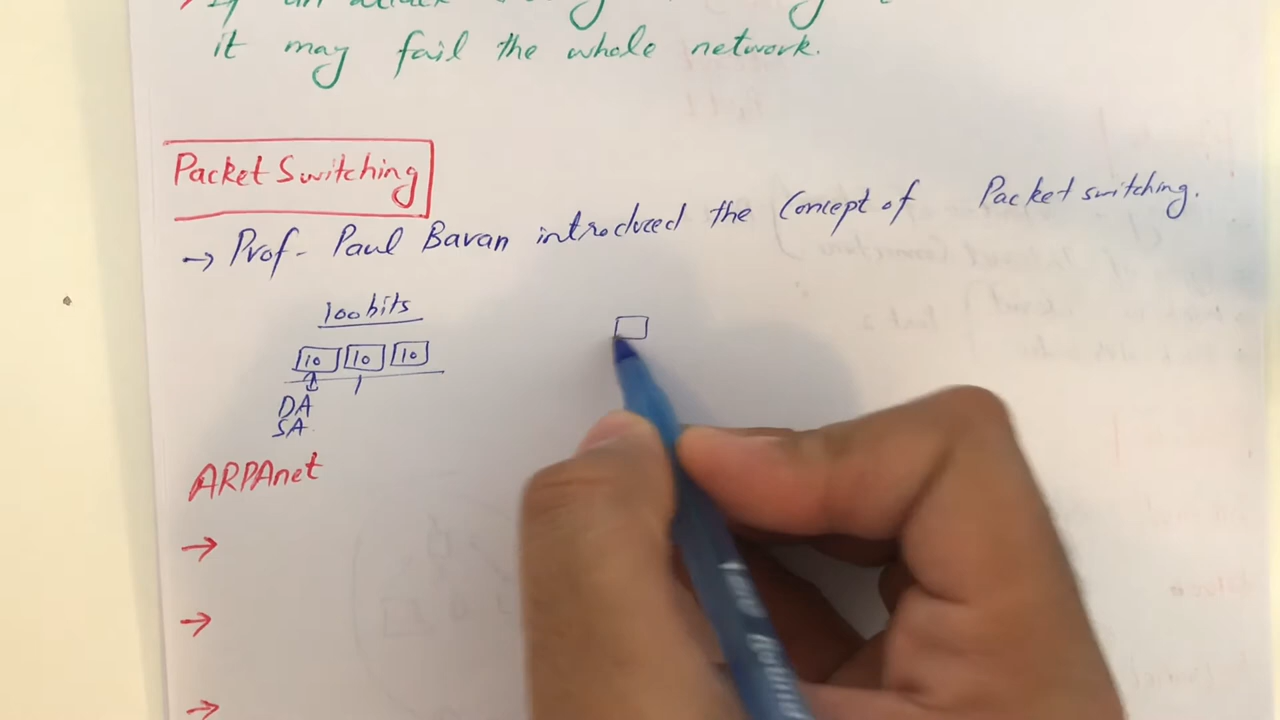 it may fail the whole network.
Packet Switching
→ Prof- Paul Bavan introduced the Concept of Packet switching.
100 bits
10 10 10
DA
SA
ARPAnet
→
→
→